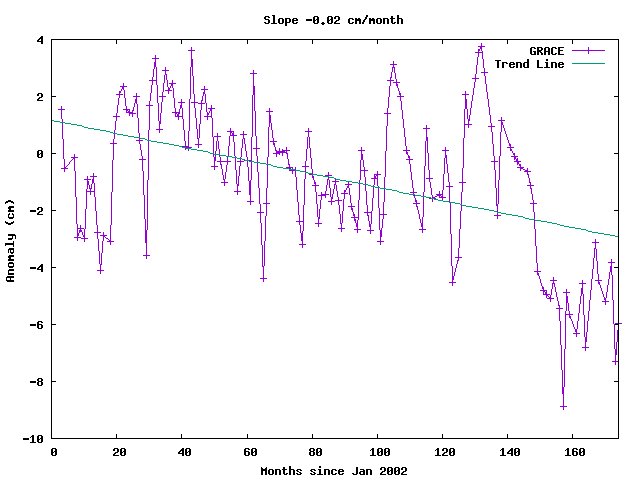 Slope -0.02 cm/month
GRACE
Trend Line
4
2
0
-2
-4
-6
-8
-10
Anomaly (cm)
0 20 40 60 80 100 120 140 160
Months since Jan 2002